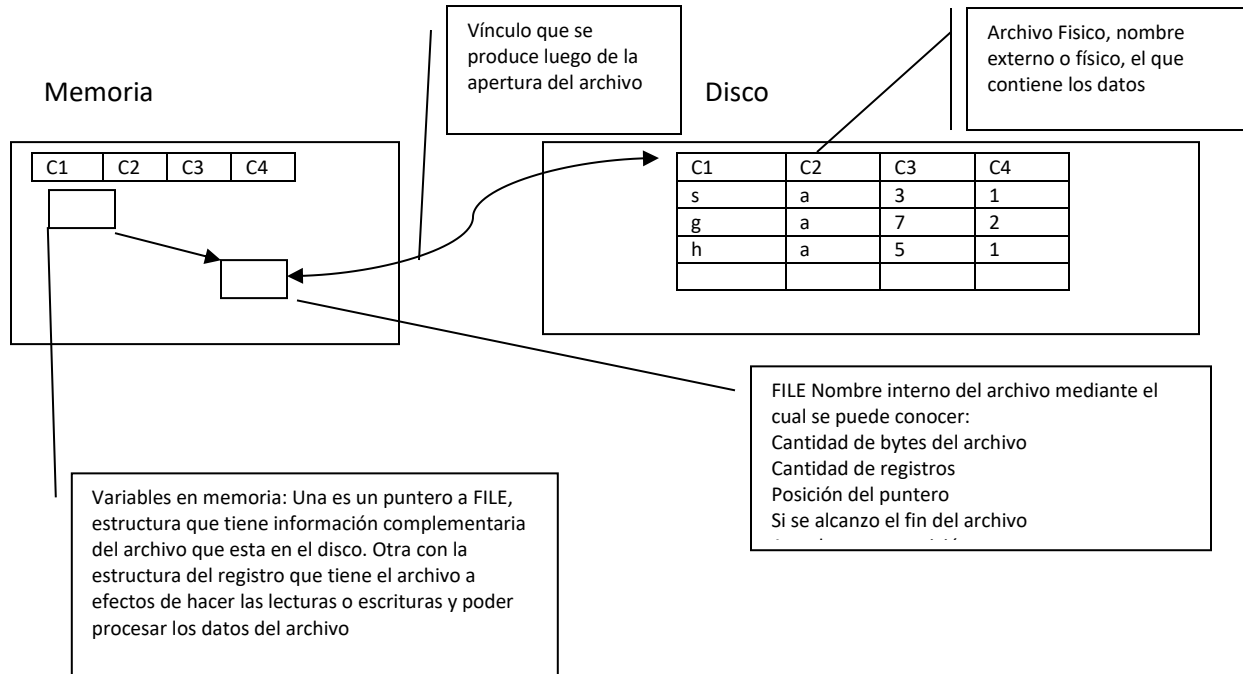 Vínculo que se
produce luego de la
apertura del archivo
Archivo Fisico, nombre
externo o físico, el que
contiene los datos
Memoria
Disco
C1 C2 C3 C4
C1 C2 C3 C4
s a 3 1
g a 7 2
h a 5 1
FILE Nombre interno del archivo mediante el
cual se puede conocer:
Cantidad de bytes del archivo
Cantidad de registros
Posición del puntero
Si se alcanzo el fin del archivo
Variables en memoria: Una es un puntero a FILE,
estructura que tiene información complementaria
del archivo que esta en el disco. Otra con la
estructura del registro que tiene el archivo a
efectos de hacer las lecturas o escrituras y poder
procesar los datos del archivo